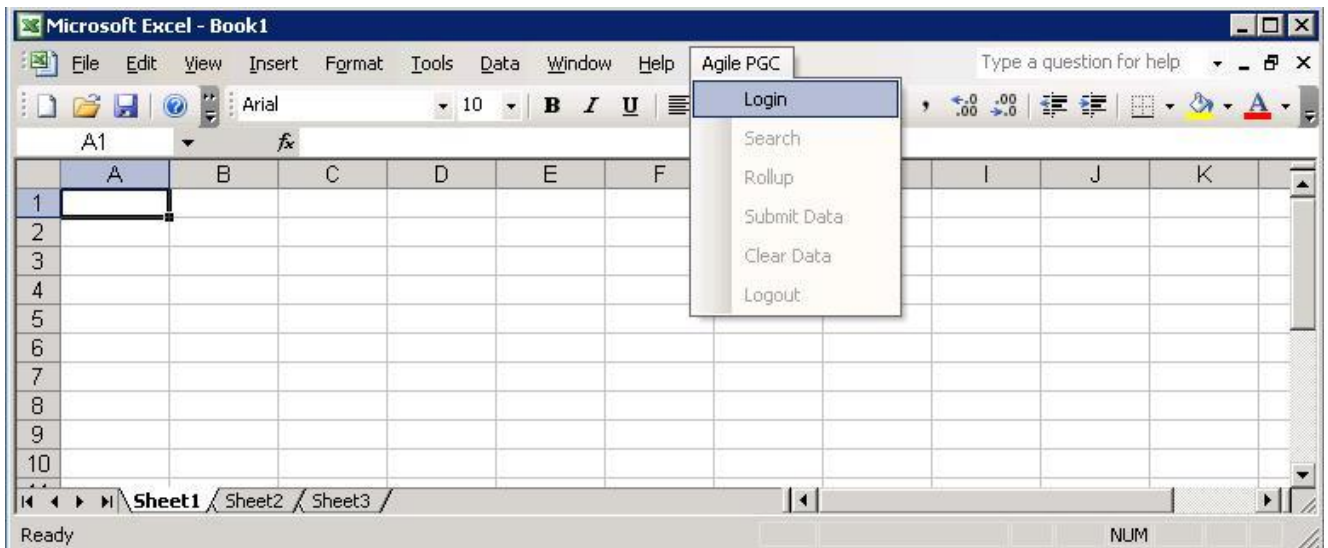 Microsoft Excel - Book1
File Edit View Insert Format Tools Data Window Help Agile PGC Type a question for help
Arial 10 B I U , .00 .00 A
Login
A1 fx
Search
A B C D E F I J K
Rollup
1
Submit Data
2
3
Clear Data
4
Logout
5
6
7
8
9
10
Sheet1 Sheet2 Sheet3
Ready NUM